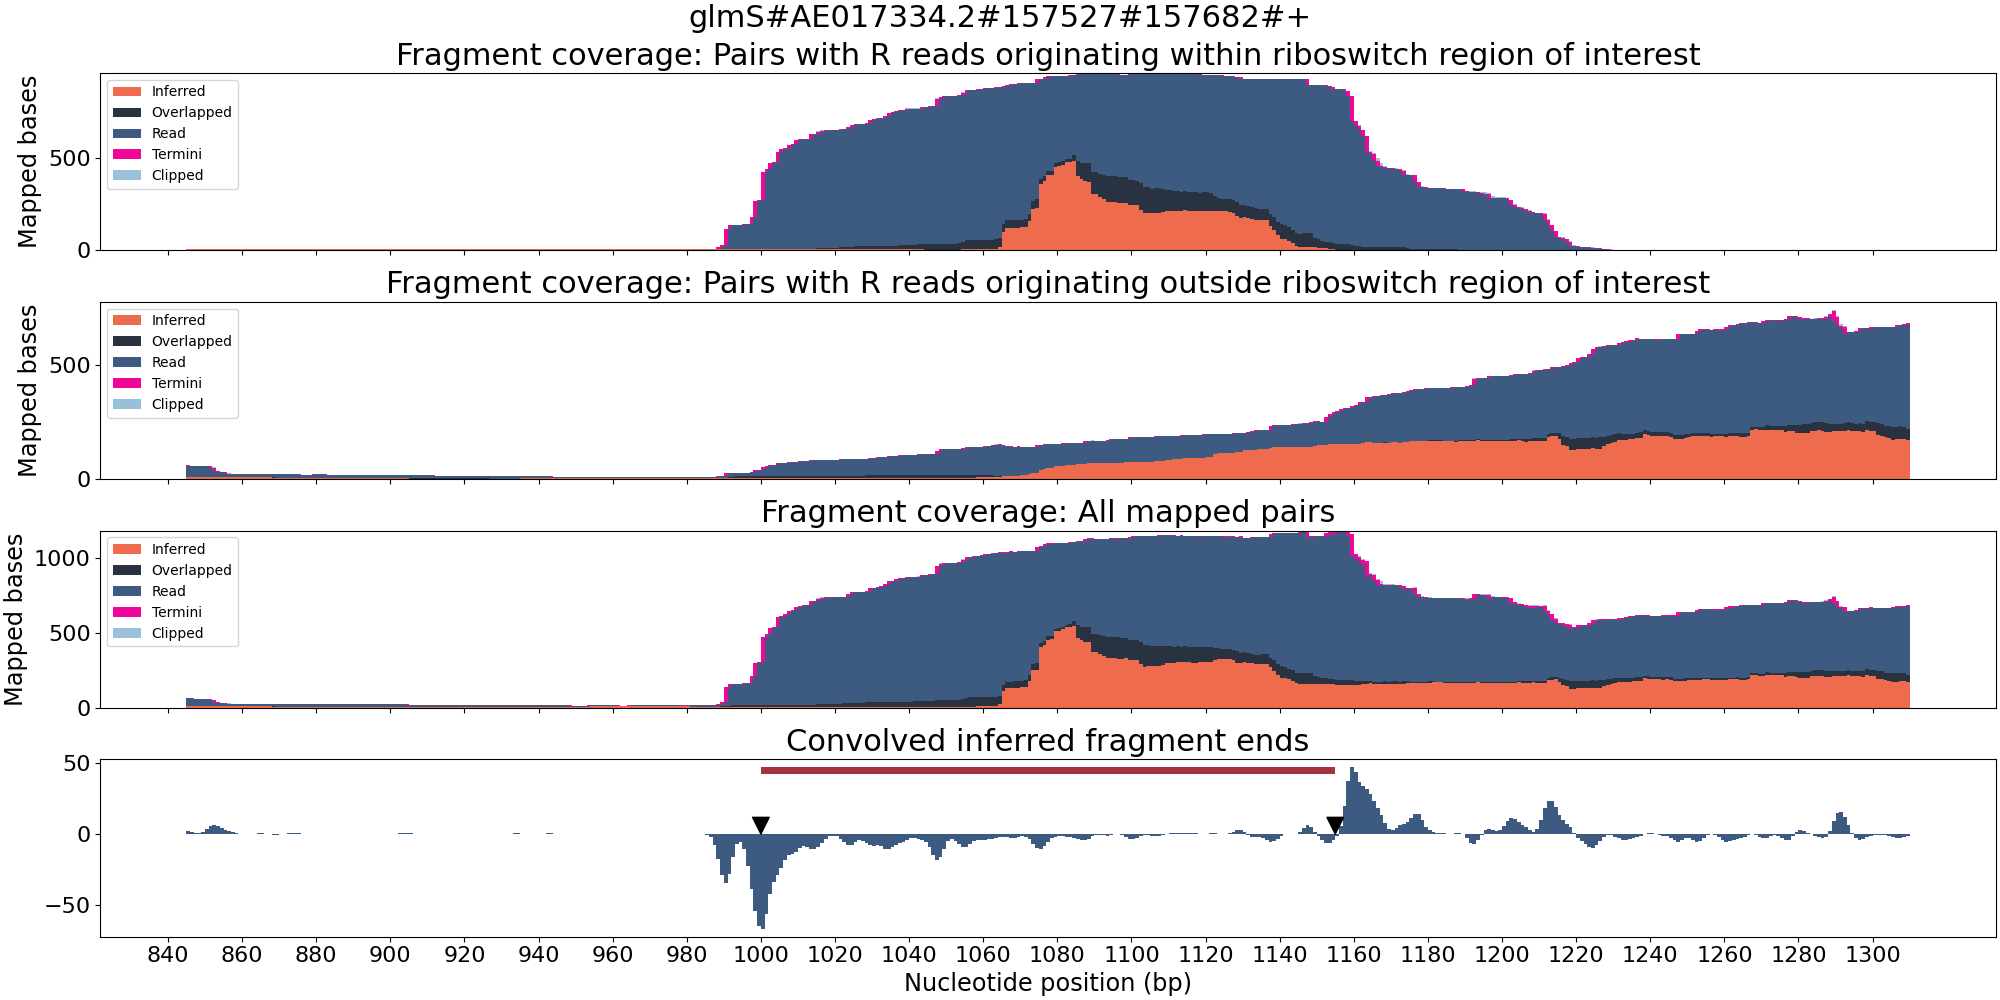 glmS#AE017334.2#157527#157682#+
Fragment coverage: Pairs with R reads originating within riboswitch region of interest
Mapped bases
500
0
Inferred
Overlapped
Read
Termini
Clipped
Fragment coverage: Pairs with R reads originating outside riboswitch region of interest
Mapped bases
500
0
Inferred
Overlapped
Read
Termini
Clipped
Fragment coverage: All mapped pairs
Mapped bases
1000
500
0
Inferred
Overlapped
Read
Termini
Clipped
Convolved inferred fragment ends
50
0
−50
840 860 880 900 920 940 960 980 1000 1020 1040 1060 1080 1100 1120 1140 1160 1180 1200 1220 1240 1260 1280 1300
Nucleotide position (bp)